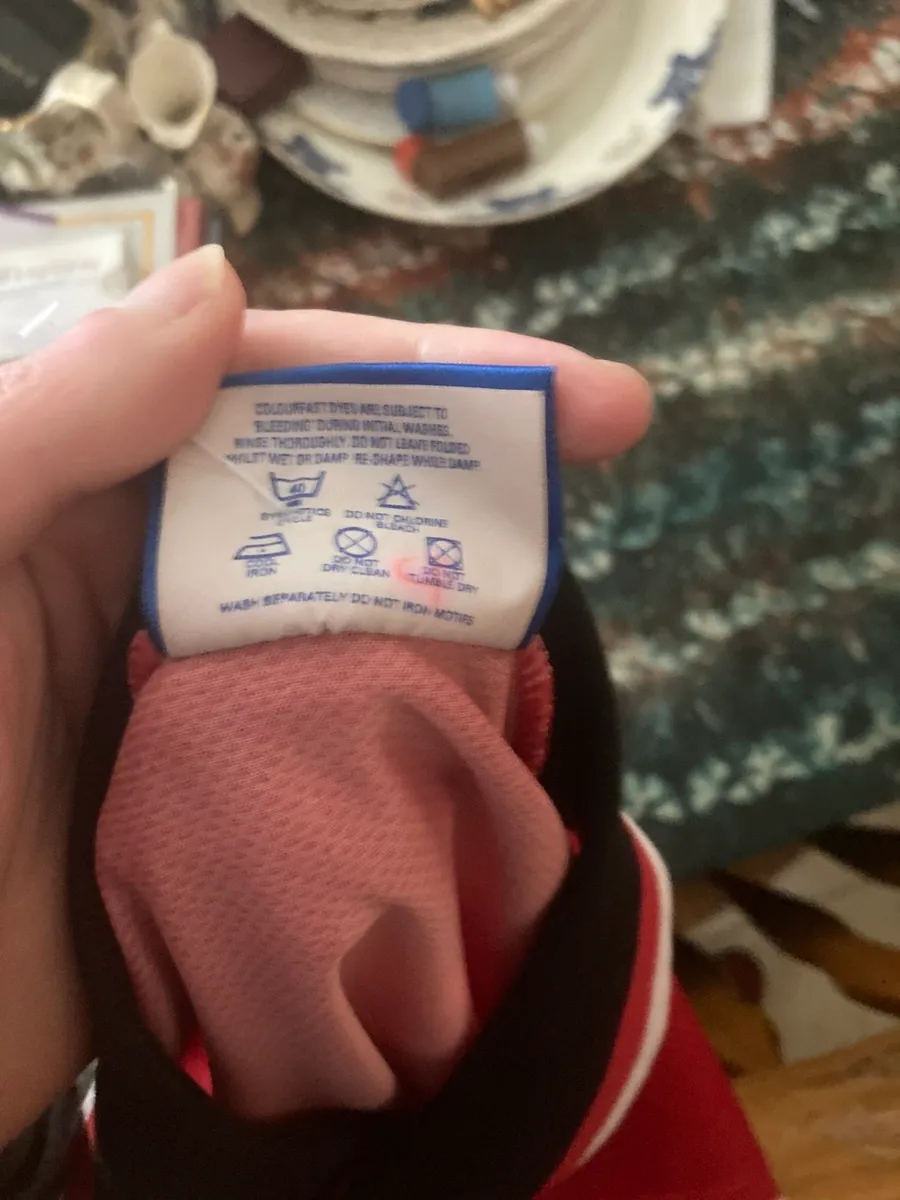 COLOURFAST DYES ARE SUBJECT TO
'BLEEDING' DURING INITIAL WASHES.
RINSE THOROUGHLY. DO NOT LEAVE FOLDED
WHILST WET OR DAMP. RE-SHAPE WHILE DAMP
40
SYNTHETICS
CYCLE
DO NOT CHLORINE
BLEACH
COOL
IRON
DO NOT
DRY CLEAN
DO NOT
TUMBLE DRY
WASH SEPARATELY DO NOT IRON MOTIFS